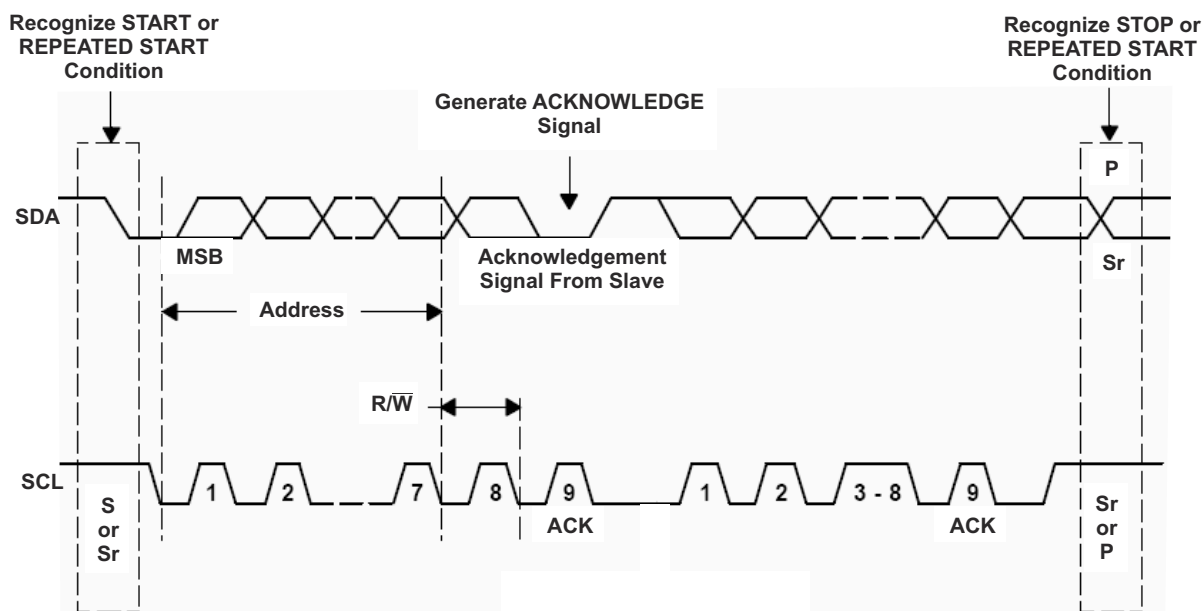 Recognize START or
REPEATED START
Condition
Recognize STOP or
REPEATED START
Condition
Generate ACKNOWLEDGE
Signal
P
SDA
MSB
Acknowledgement
Signal From Slave
Sr
Address
R/W̅
SCL
1
2
7
8
9
1
2
3 - 8
9
ACK
ACK
S
or
Sr
Sr
or
P